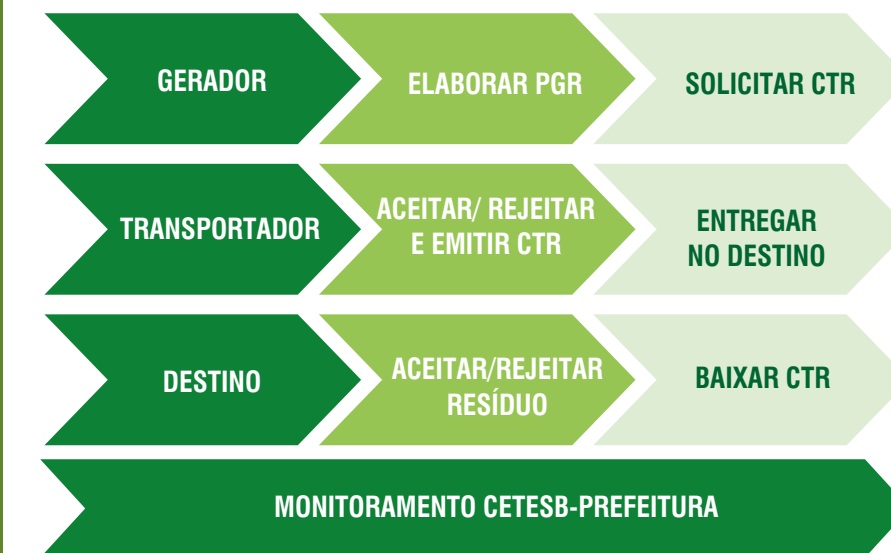 GERADOR
ELABORAR PGR
SOLICITAR CTR
TRANSPORTADOR
ACEITAR/ REJEITAR
E EMITIR CTR
ENTREGAR
NO DESTINO
DESTINO
ACEITAR/REJEITAR
RESÍDUO
BAIXAR CTR
MONITORAMENTO CETESB-PREFEITURA